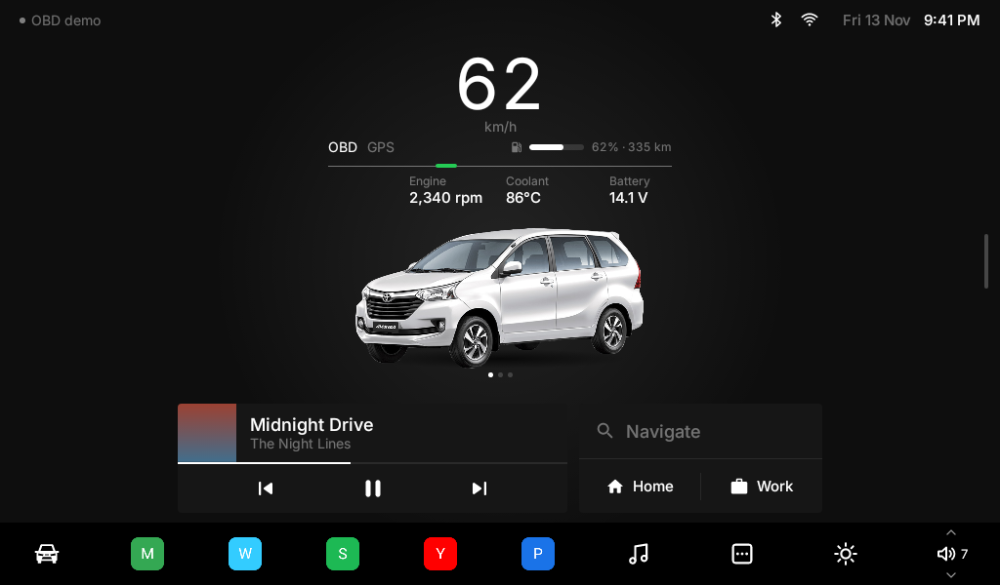 OBD demo
Fri 13 Nov 9:41 PM
62
km/h
OBD GPS 62% · 335 km
Engine Coolant Battery
2,340 rpm 86°C 14.1 V
Midnight Drive
The Night Lines
Navigate
Home Work
M W S Y P 7